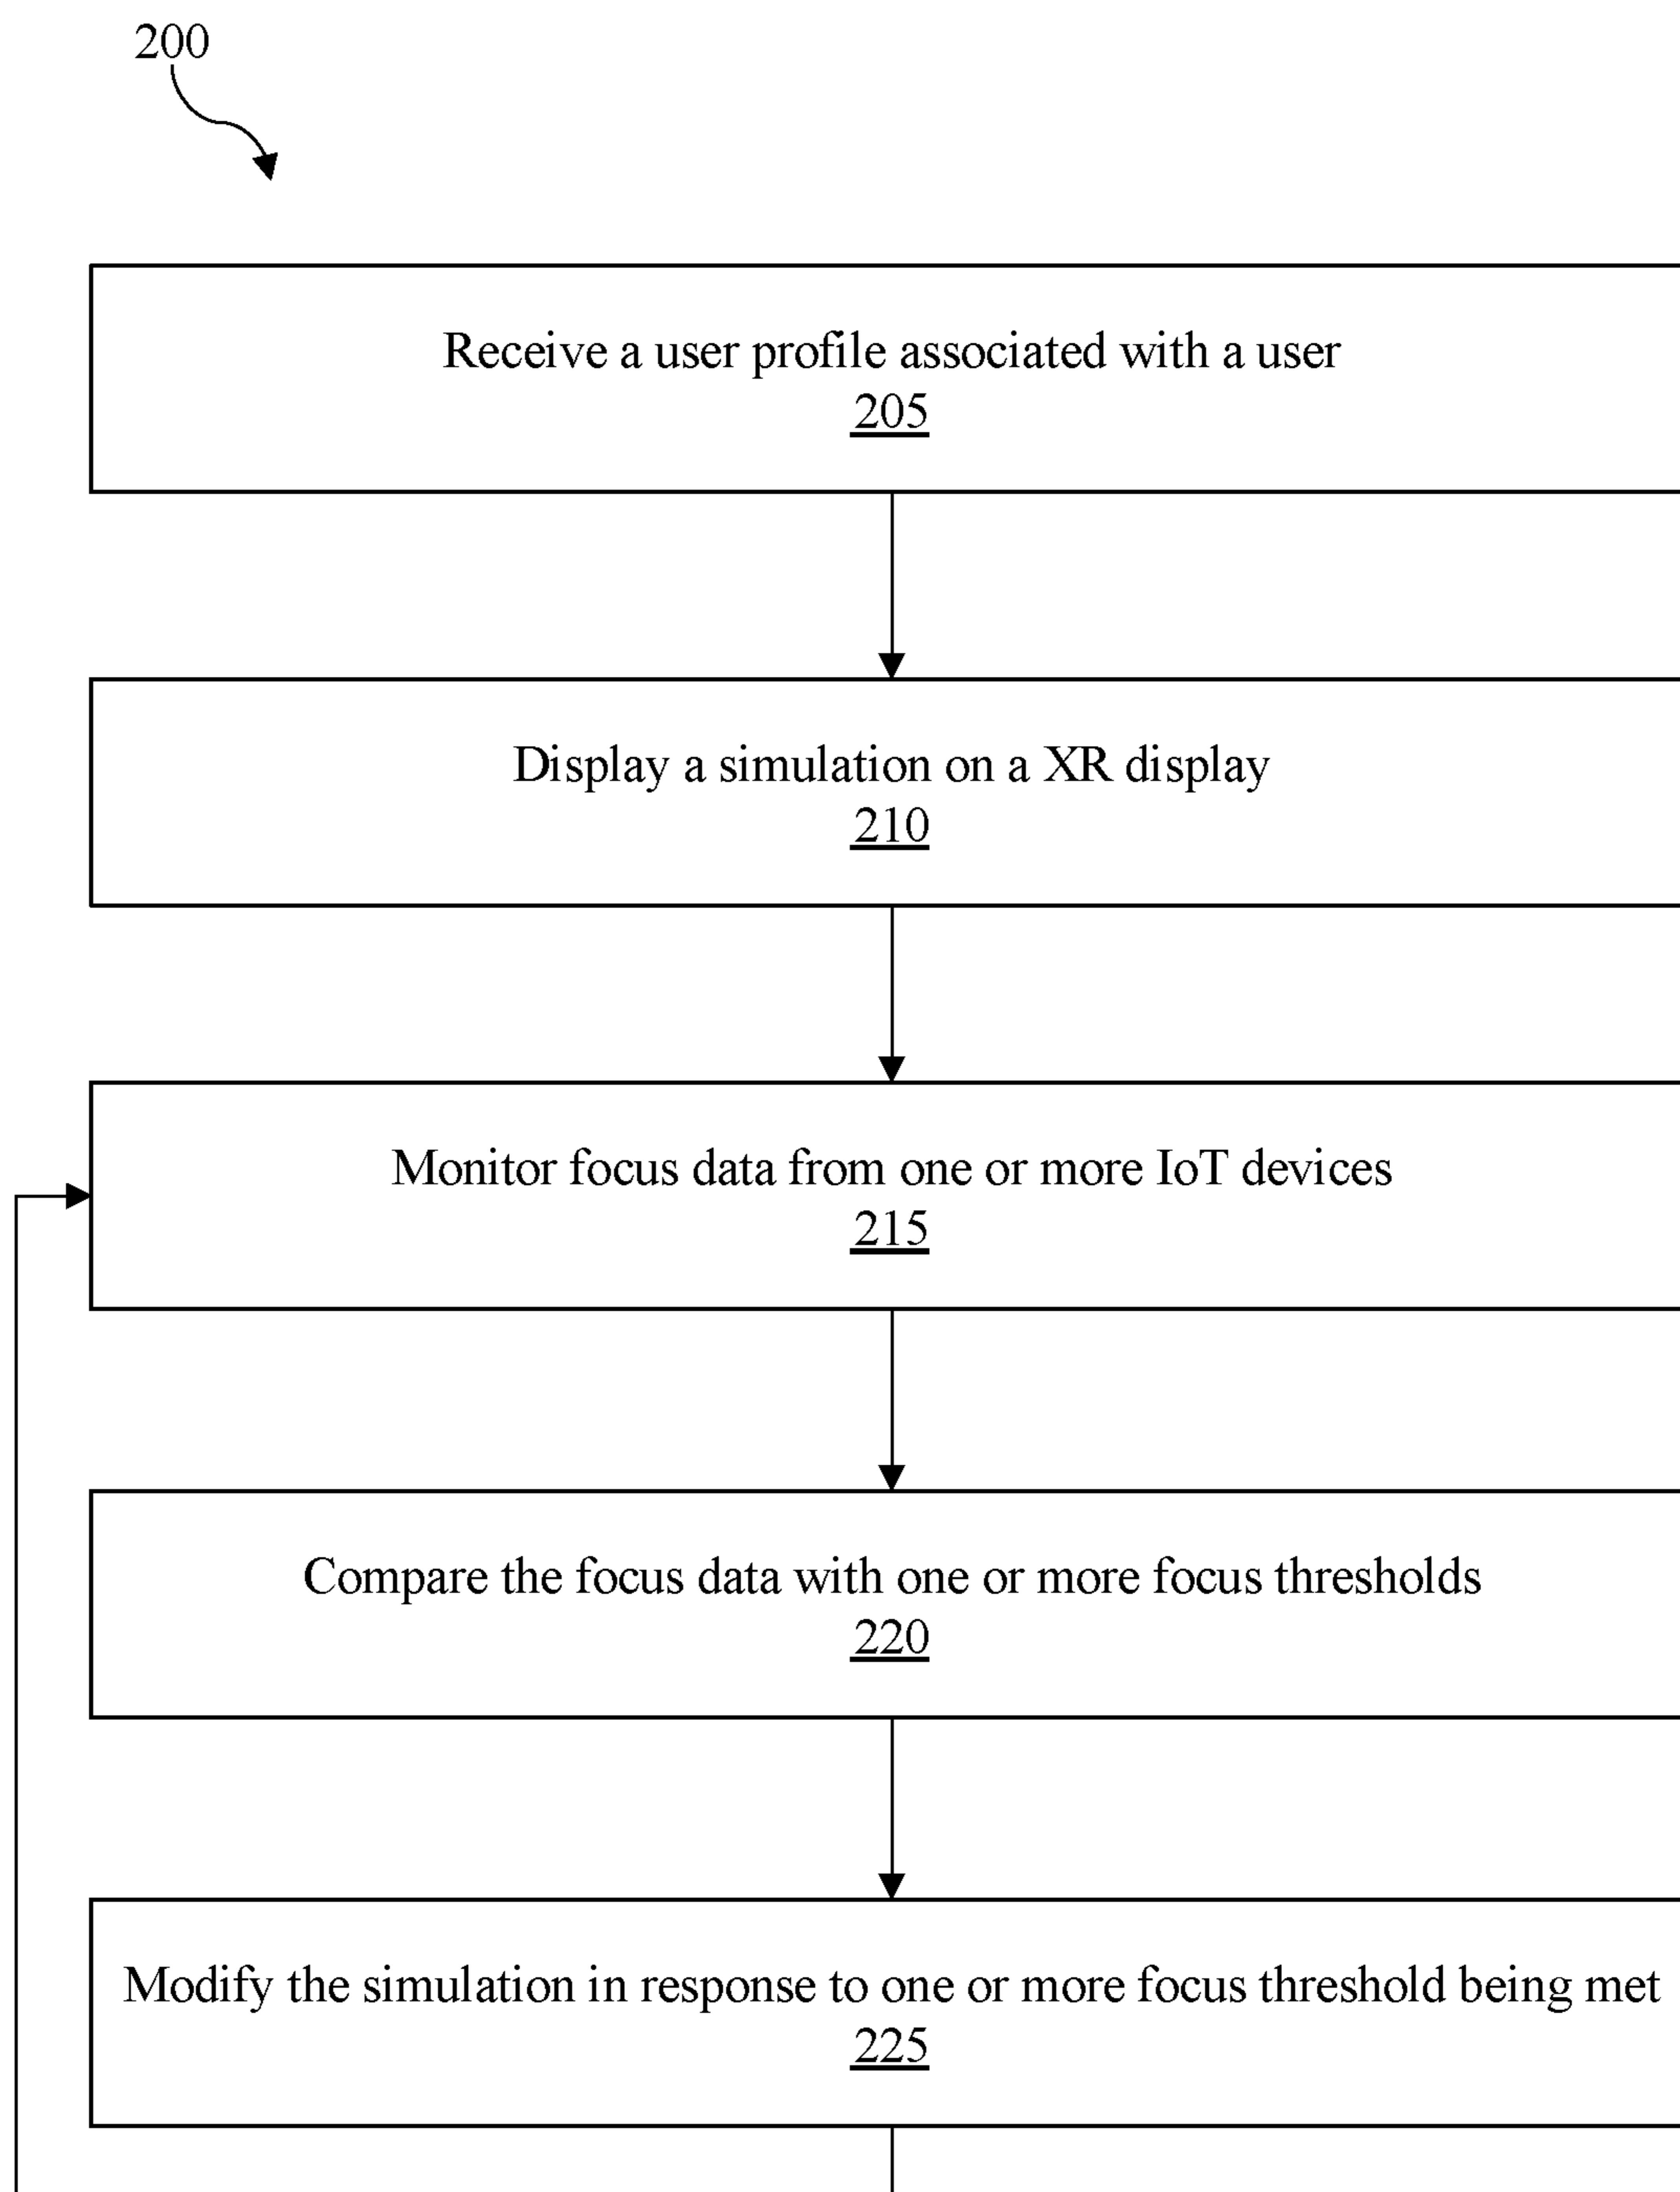 200
Receive a user profile associated with a user
205
Display a simulation on a XR display
210
Monitor focus data from one or more IoT devices
215
Compare the focus data with one or more focus thresholds
220
Modify the simulation in response to one or more focus threshold being met
225